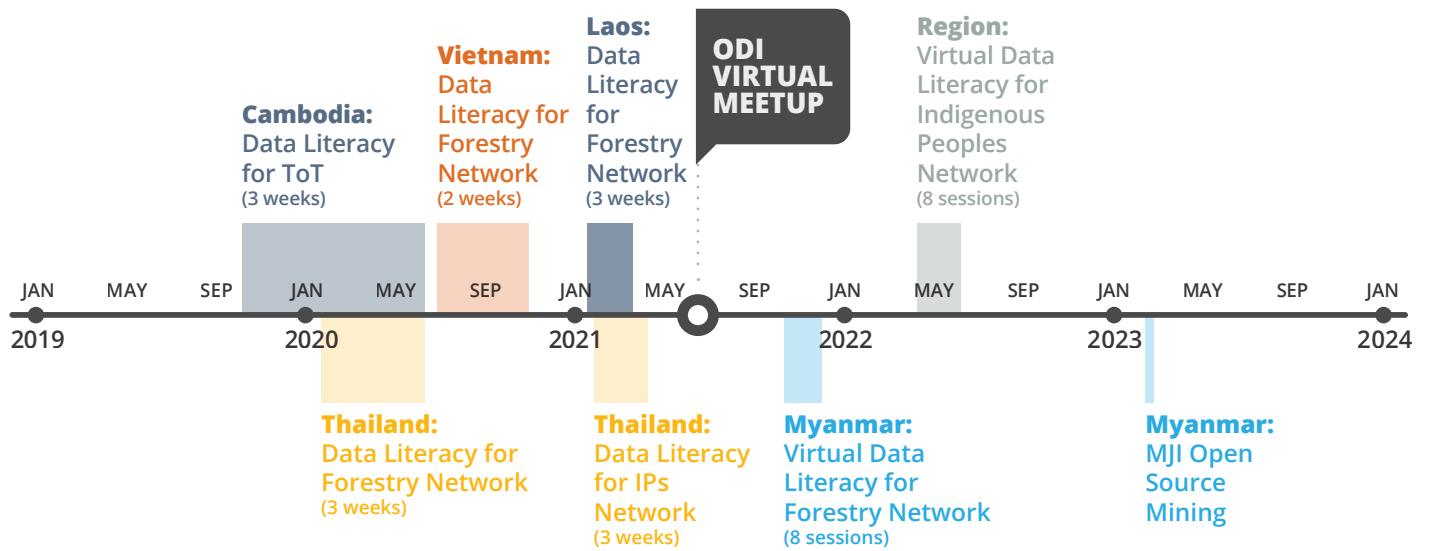 Cambodia:
Data Literacy
for ToT
(3 weeks)
Vietnam:
Data
Literacy for
Forestry
Network
(2 weeks)
Laos:
Data
Literacy
for
Forestry
Network
(3 weeks)
ODI
VIRTUAL
MEETUP
Region:
Virtual Data
Literacy for
Indigenous
Peoples
Network
(8 sessions)
JAN MAY SEP JAN MAY SEP JAN MAY SEP JAN MAY SEP JAN MAY SEP JAN
2019 2020 2021 2022 2023 2024
Thailand:
Data Literacy for
Forestry Network
(3 weeks)
Thailand:
Data Literacy
for IPs
Network
(3 weeks)
Myanmar:
Virtual Data
Literacy for
Forestry Network
(8 sessions)
Myanmar:
MJI Open
Source
Mining